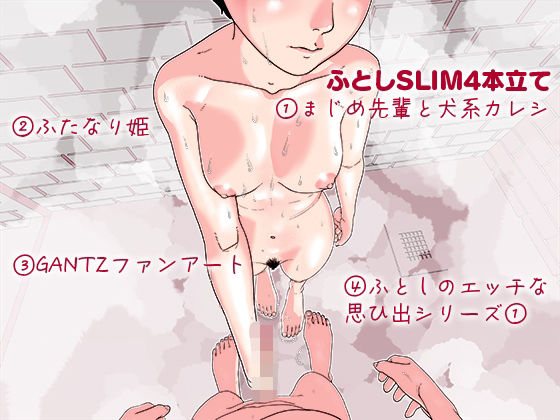 ふとしSLIM4本立て
①まじめ先輩と犬系カレシ
②ふたなり姫
③GANTZファンアート
④ふとしのエッチな
思ひ出シリーズ①